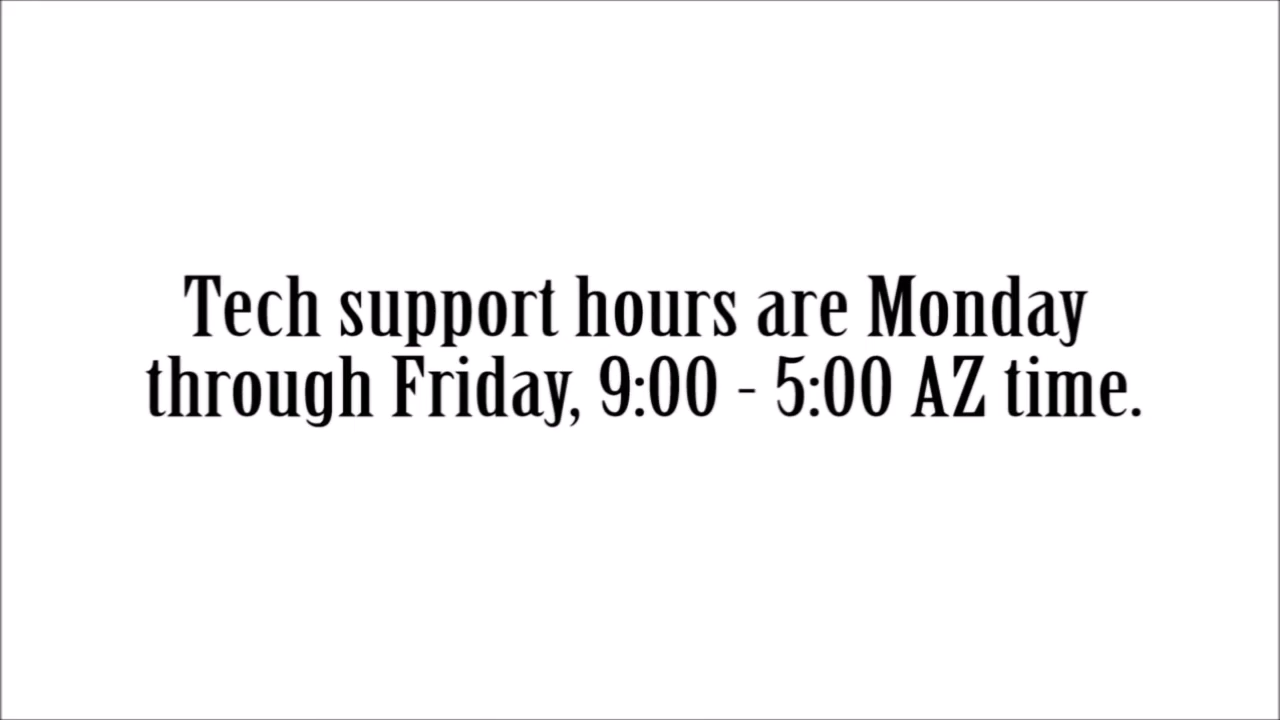 Tech support hours are Monday
through Friday, 9:00 - 5:00 AZ time.